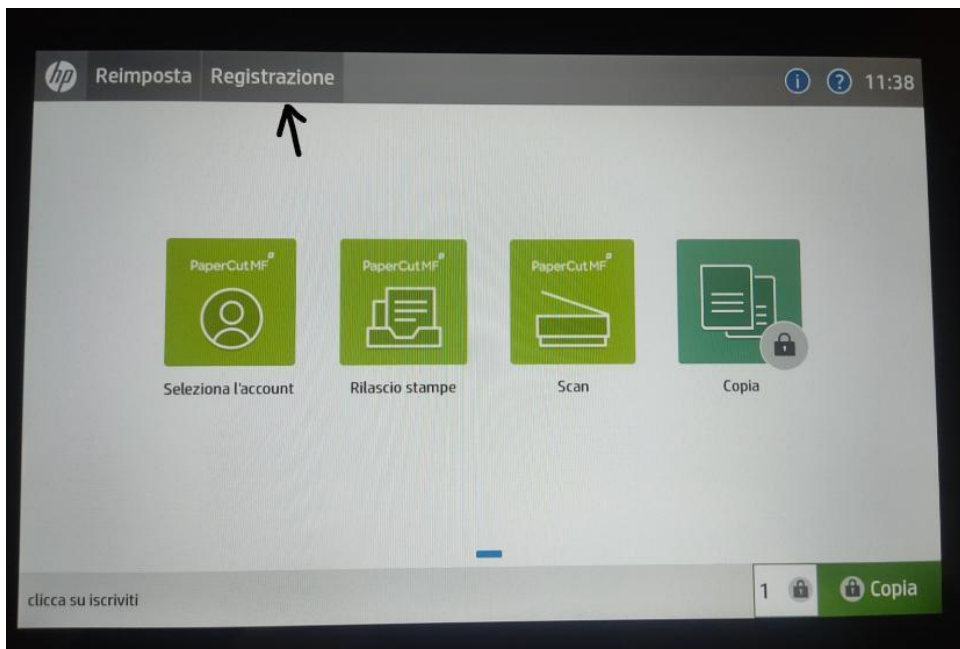 hp Reimposta Registrazione i ? 11:38
PaperCut MF PaperCut MF PaperCut MF
Seleziona l'account Rilascio stampe Scan Copia
clicca su iscriviti 1 Copia